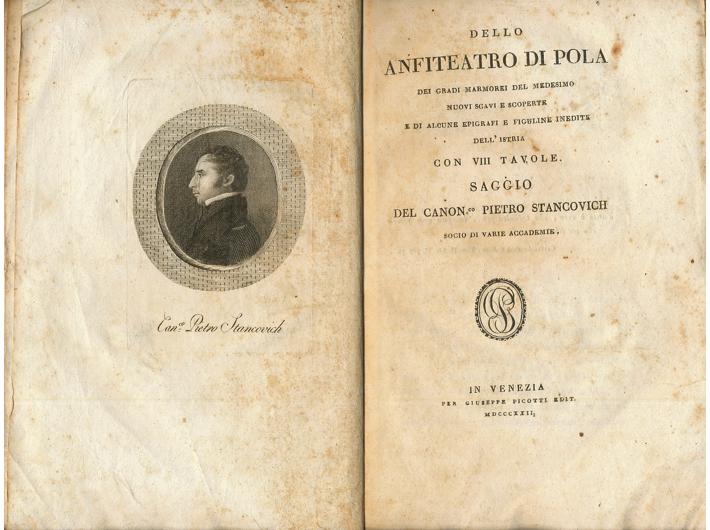 Can.co Pietro Stancovich
DELLO
ANFITEATRO DI POLA
DEI GRADI MARMOREI DEL MEDESIMO
NUOVI SCAVI E SCOPERTE
E DI ALCUNE EPIGRAFI E FIGULINE INEDITE
DELL' ISTRIA
CON VIII TAVOLE.
SAGGIO
DEL CANON.co PIETRO STANCOVICH
SOCIO DI VARIE ACCADEMIE.
PS
IN VENEZIA
PER GIUSEPPE PICOTTI EDIT.
MDCCCXXII.